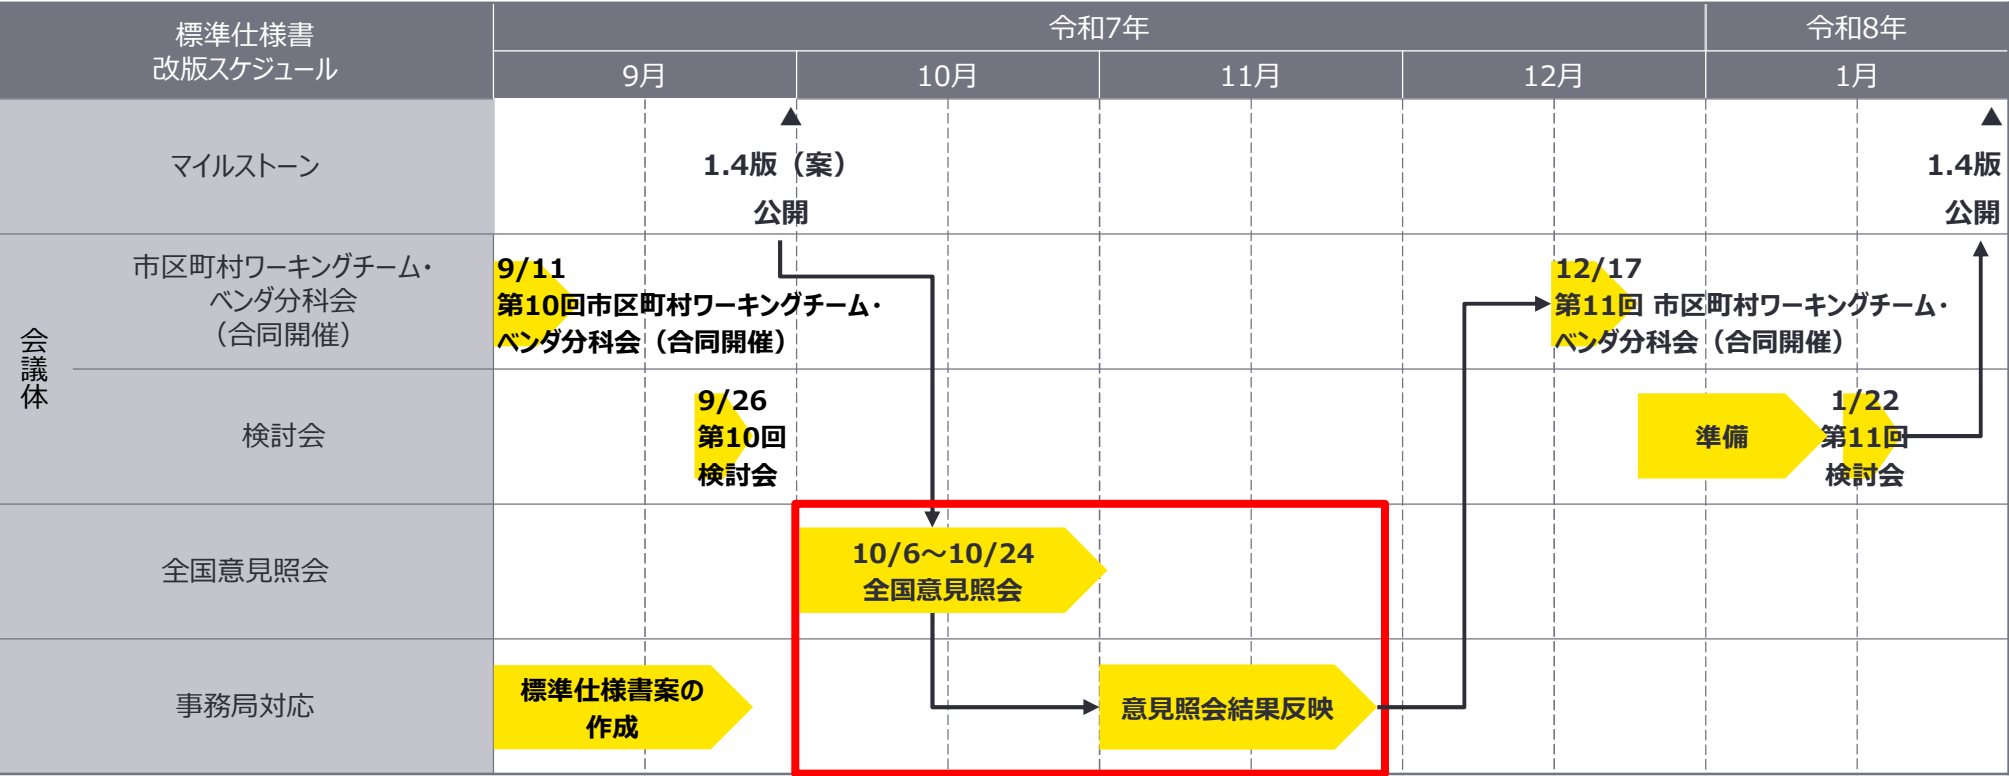 標準仕様書
改版スケジュール
令和7年
令和8年
9月
10月
11月
12月
1月
マイルストーン
▲
1.4版（案）
公開
▲
1.4版
公開
会議体
市区町村ワーキングチーム・
ベンダ分科会
（合同開催）
9/11
第10回市区町村ワーキングチーム・
ベンダ分科会（合同開催）
12/17
第11回 市区町村ワーキングチーム・
ベンダ分科会（合同開催）
検討会
9/26
第10回
検討会
準備
1/22
第11回
検討会
全国意見照会
10/6～10/24
全国意見照会
事務局対応
標準仕様書案の
作成
意見照会結果反映